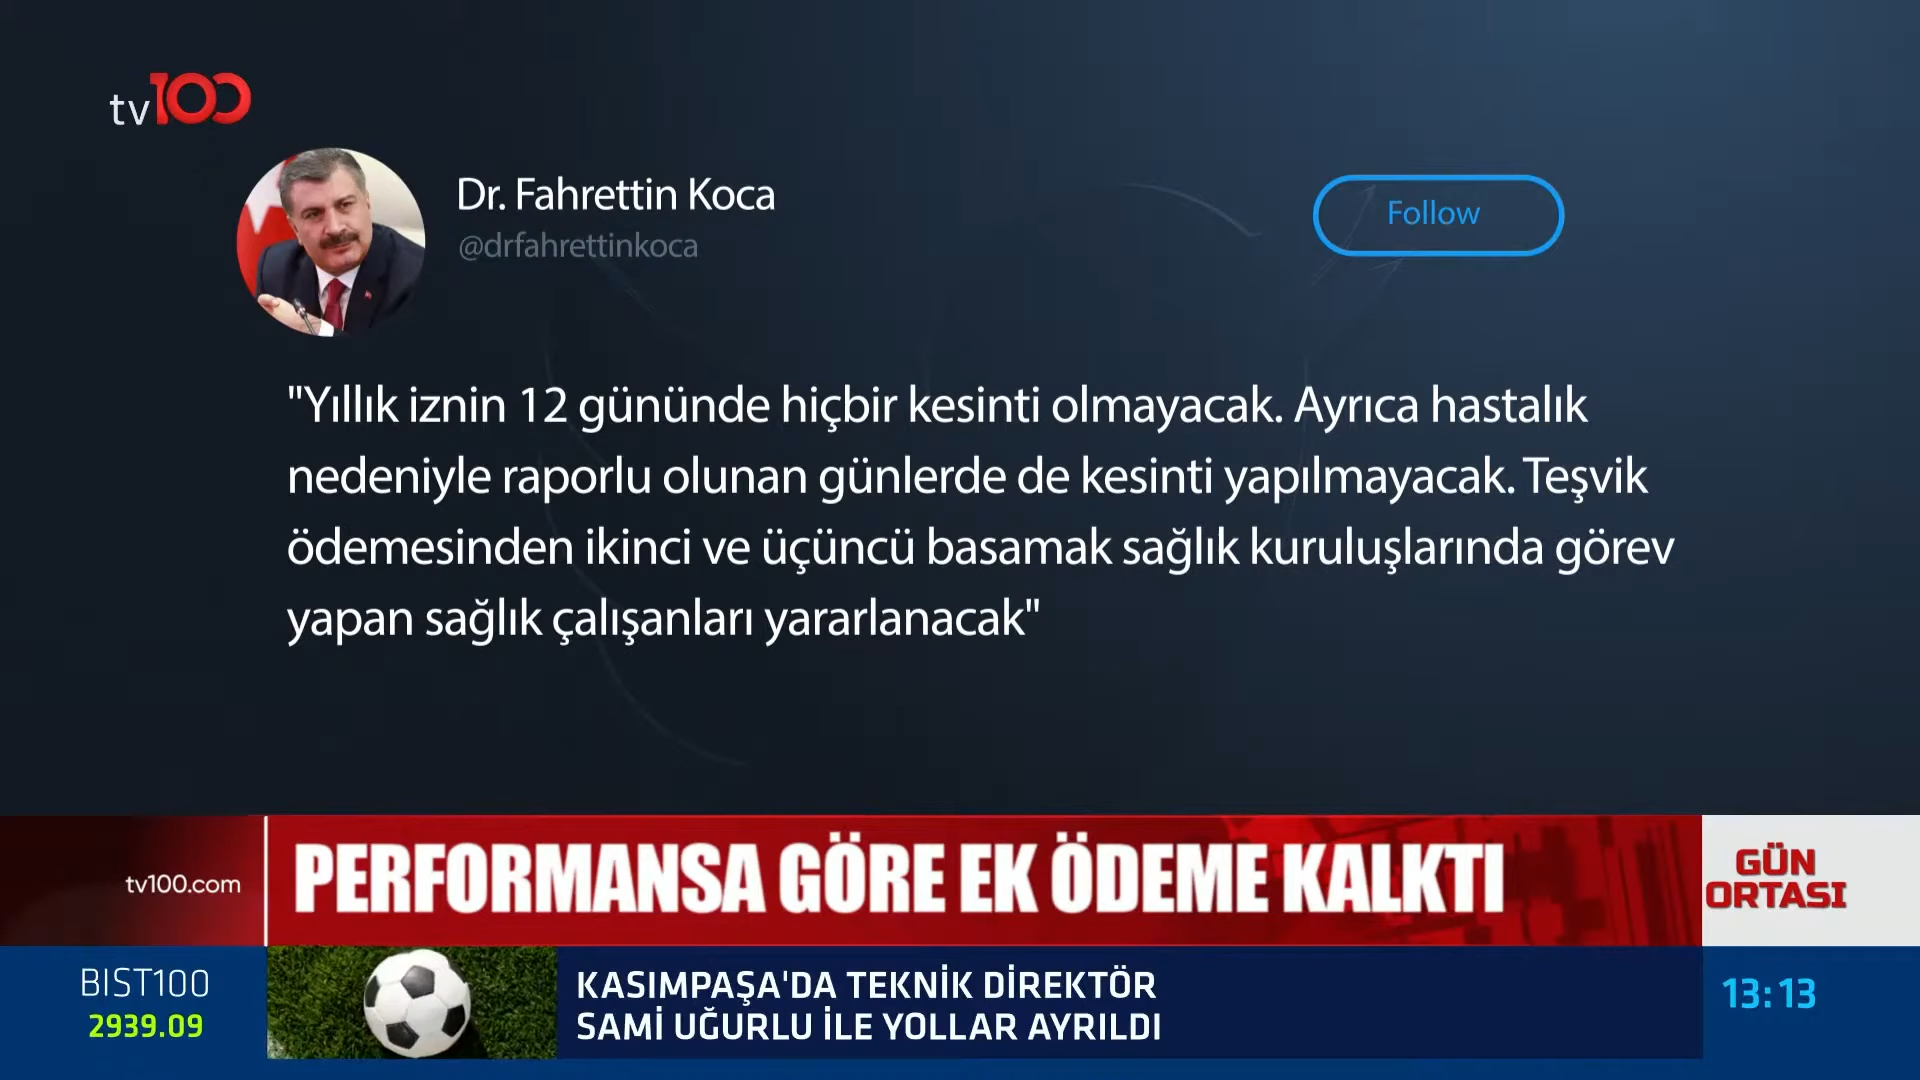 tv100
Dr. Fahrettin Koca
@drfahrettinkoca
Follow
"Yıllık iznin 12 gününde hiçbir kesinti olmayacak. Ayrıca hastalık
nedeniyle raporlu olunan günlerde de kesinti yapılmayacak. Teşvik
ödemesinden ikinci ve üçüncü basamak sağlık kuruluşlarında görev
yapan sağlık çalışanları yararlanacak"
tv100.com
PERFORMANSA GÖRE EK ÖDEME KALKTI
GÜN
ORTASI
BIST100
2939.09
KASIMPAŞA'DA TEKNİK DİREKTÖR
SAMİ UĞURLU İLE YOLLAR AYRILDI
13:13